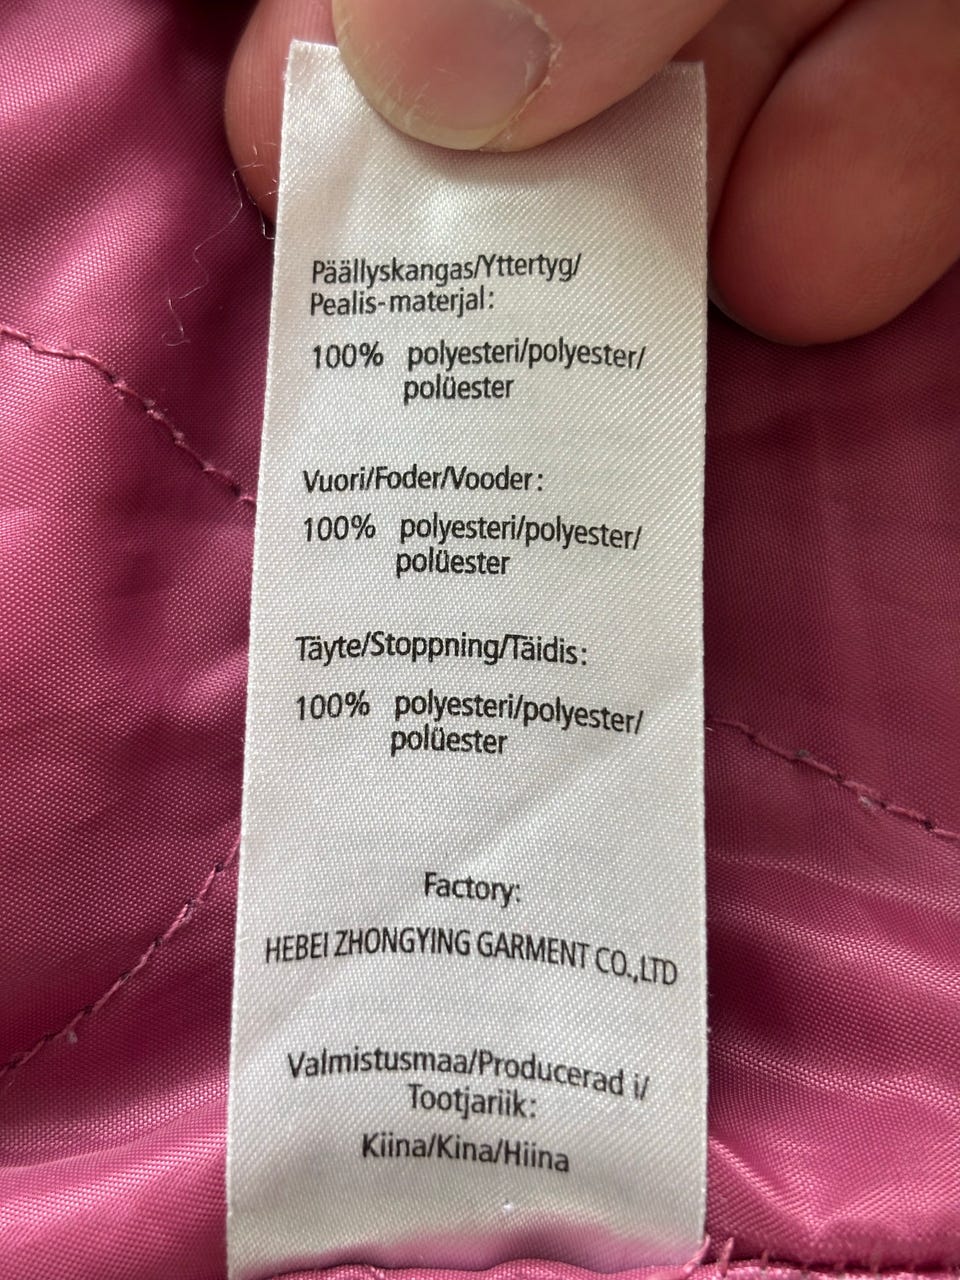 Päällyskangas/Yttertyg/
Pealis-materjal:
100% polyesteri/polyester/
polüester
Vuori/Foder/Vooder:
100% polyesteri/polyester/
polüester
Täyte/Stoppning/Täidis:
100% polyesteri/polyester/
polüester
Factory:
HEBEI ZHONGYING GARMENT CO.,LTD
Valmistusmaa/Producerad i/
Tootjariik:
Kiina/Kina/Hiina